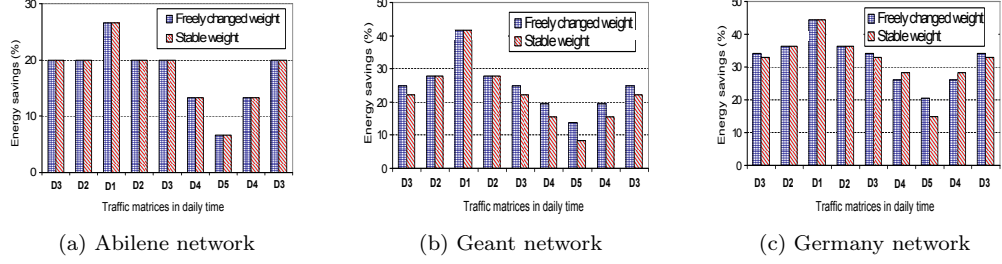 30
20
10
0
Energy savings (%)
Freely changed weight
Stable weight
D3 D2 D1 D2 D3 D4 D5 D4 D3
Traffic matrices in daily time
(a) Abilene network
50
40
30
20
10
0
Energy savings (%)
Freely changed weight
Stable weight
D3 D2 D1 D2 D3 D4 D5 D4 D3
Traffic matrices in daily time
(b) Geant network
50
40
30
20
10
0
Energy savings (%)
Freely changed weight
Stable weight
D3 D2 D1 D2 D3 D4 D5 D4 D3
Traffic matrices in daily time
(c) Germany network